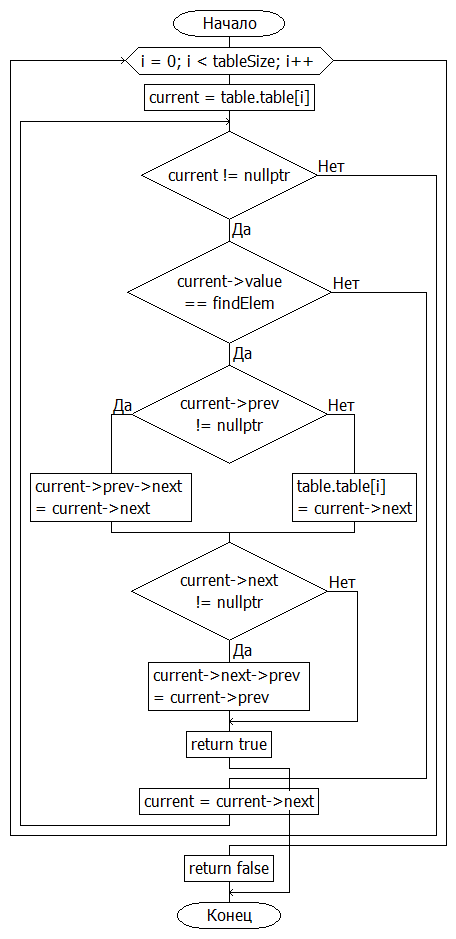 Начало
i = 0; i < tableSize; i++
current = table.table[i]
current != nullptr
Нет
Да
current->value
== findElem
Нет
Да
current->prev
!= nullptr
Да
Нет
current->prev->next
= current->next
table.table[i]
= current->next
current->next
!= nullptr
Нет
Да
current->next->prev
= current->prev
return true
current = current->next
return false
Конец